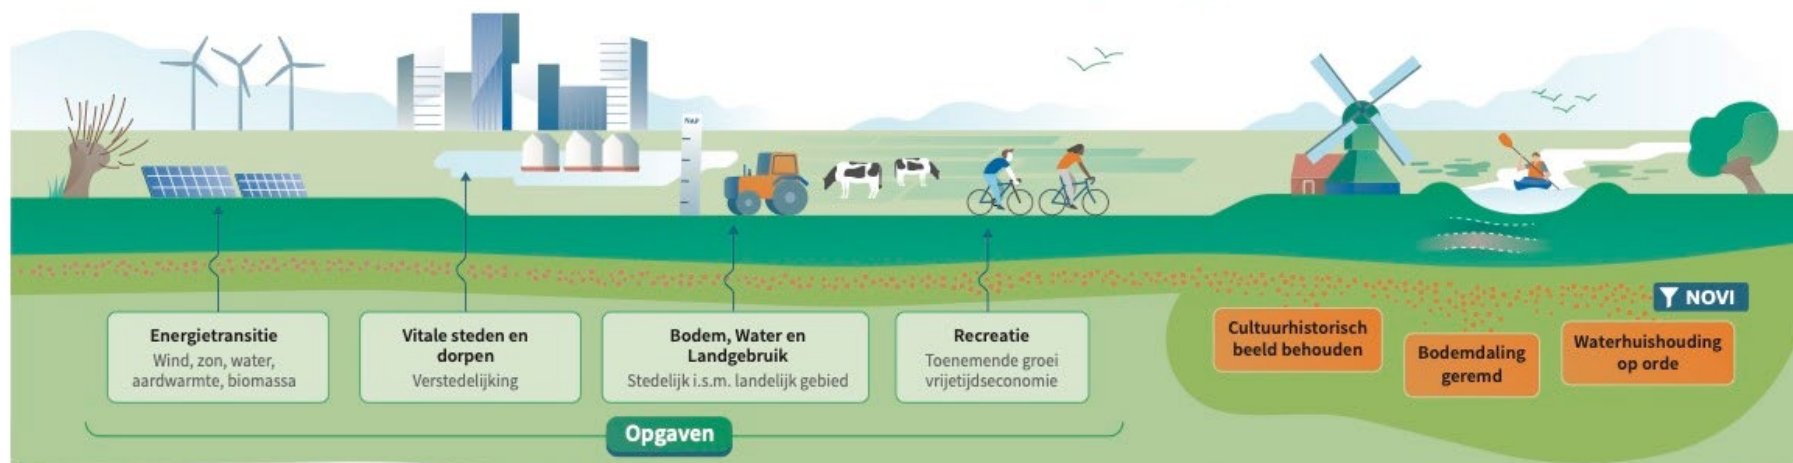 NAP
Energietransitie
Wind, zon, water,
aardwarmte, biomassa
Vitale steden en
dorpen
Verstedelijking
Bodem, Water en
Landgebruik
Stedelijk i.s.m. landelijk gebied
Recreatie
Toenemende groei
vrijetijdseconomie
Opgaven
NOVI
Cultuurhistorisch
beeld behouden
Bodemdaling
geremd
Waterhuishouding
op orde